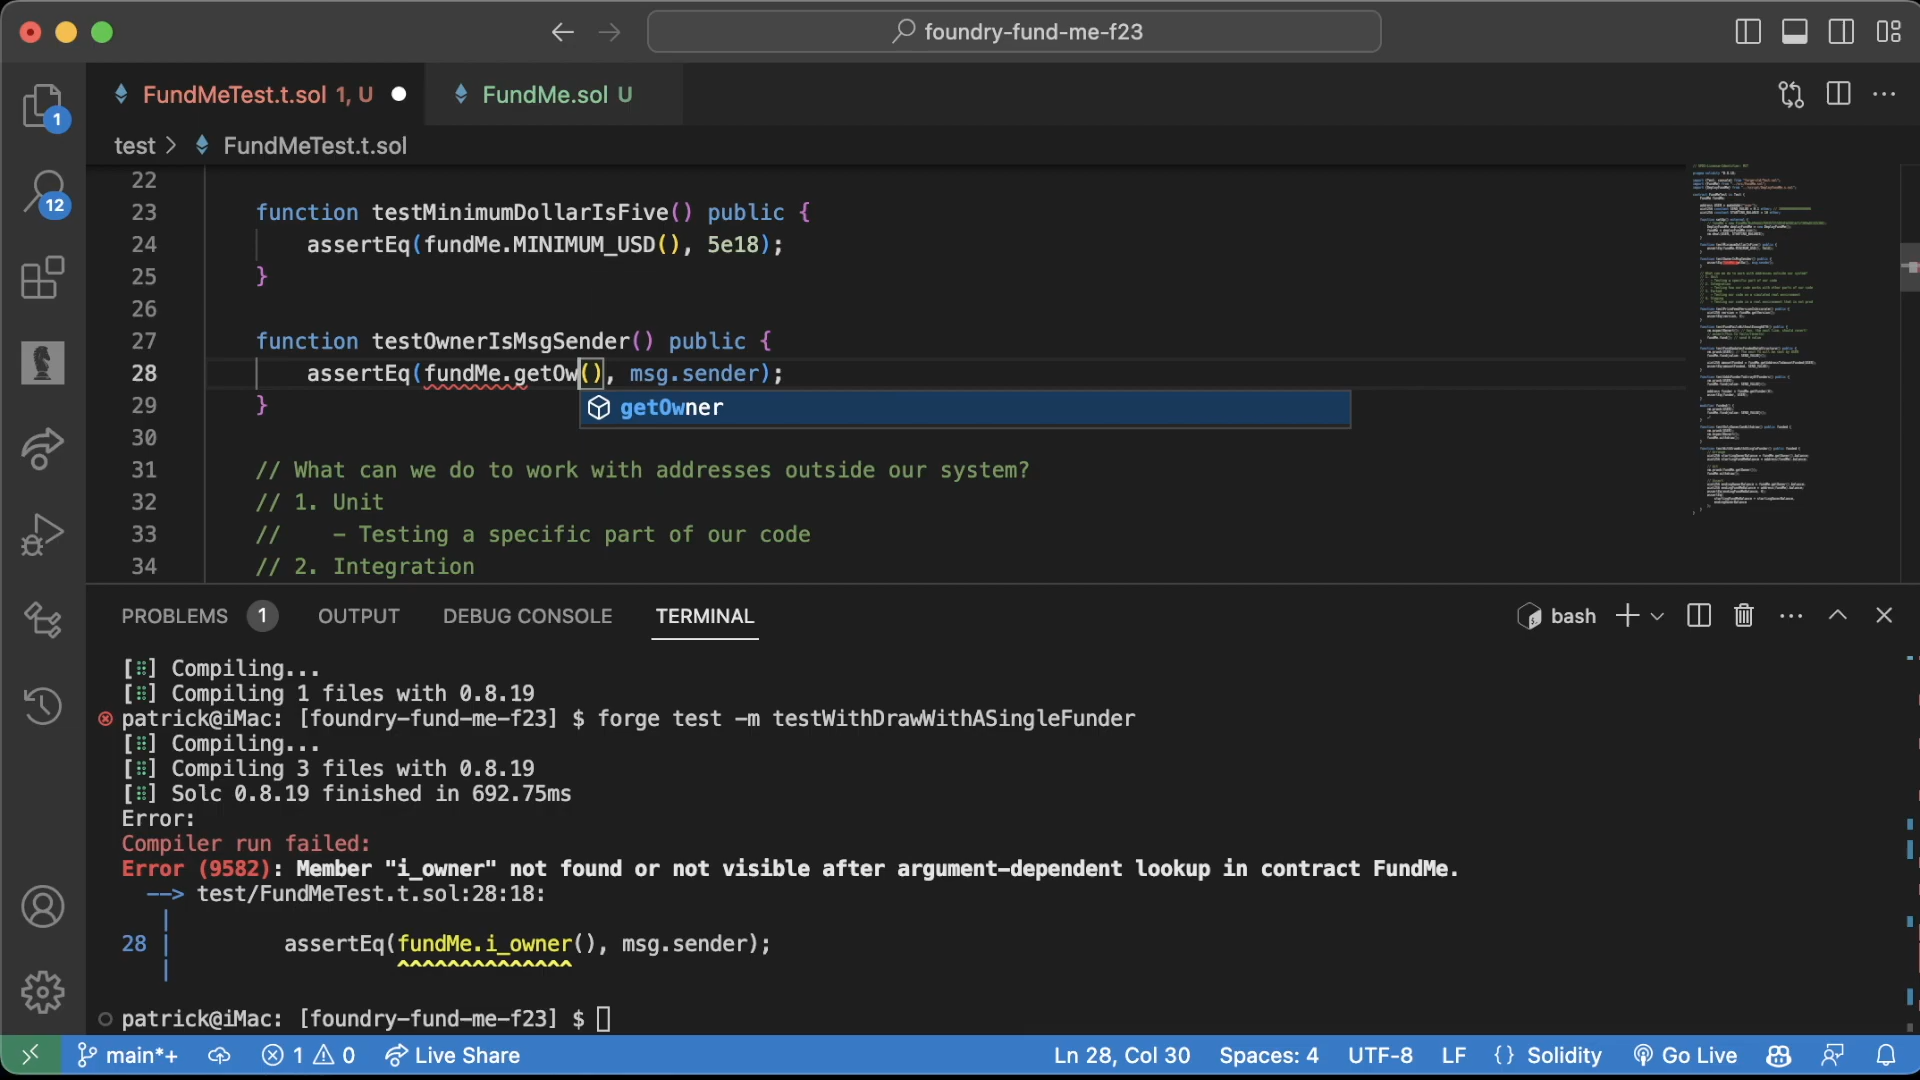 foundry-fund-me-f23
FundMeTest.t.sol 1, U
FundMe.sol U
1
test > FundMeTest.t.sol
12
22
23 function testMinimumDollarIsFive() public {
24 assertEq(fundMe.MINIMUM_USD(), 5e18);
25 }
26
27 function testOwnerIsMsgSender() public {
28 assertEq(fundMe.getOw(), msg.sender);
29 }
getOwner
30
31 // What can we do to work with addresses outside our system?
32 // 1. Unit
33 //    - Testing a specific part of our code
34 // 2. Integration
PROBLEMS 1 OUTPUT DEBUG CONSOLE TERMINAL bash
[⠿] Compiling...
[⠿] Compiling 1 files with 0.8.19
patrick@iMac: [foundry-fund-me-f23] $ forge test -m testWithDrawWithASingleFunder
[⠿] Compiling...
[⠿] Compiling 3 files with 0.8.19
[⠿] Solc 0.8.19 finished in 692.75ms
Error:
Compiler run failed:
Error (9582): Member "i_owner" not found or not visible after argument-dependent lookup in contract FundMe.
--> test/FundMeTest.t.sol:28:18:
|
28 | assertEq(fundMe.i_owner(), msg.sender);
| ^^^^^^^^^^^^^^
patrick@iMac: [foundry-fund-me-f23] $
main*+ 1 0 Live Share Ln 28, Col 30 Spaces: 4 UTF-8 LF {} Solidity Go Live